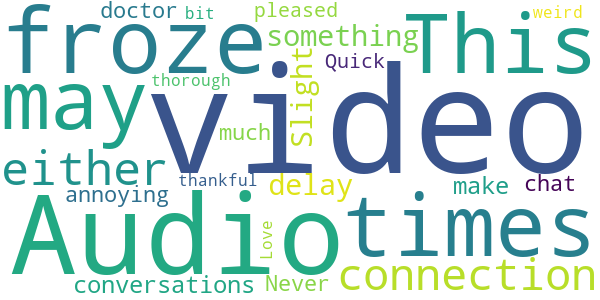 doctor
bit
pleased
weird
froze
something
This
Quick
thorough
may
video
Slight
much
either
thankful
delay
make
chat
annoying
Audio
times
Love
connection
conversations
Never